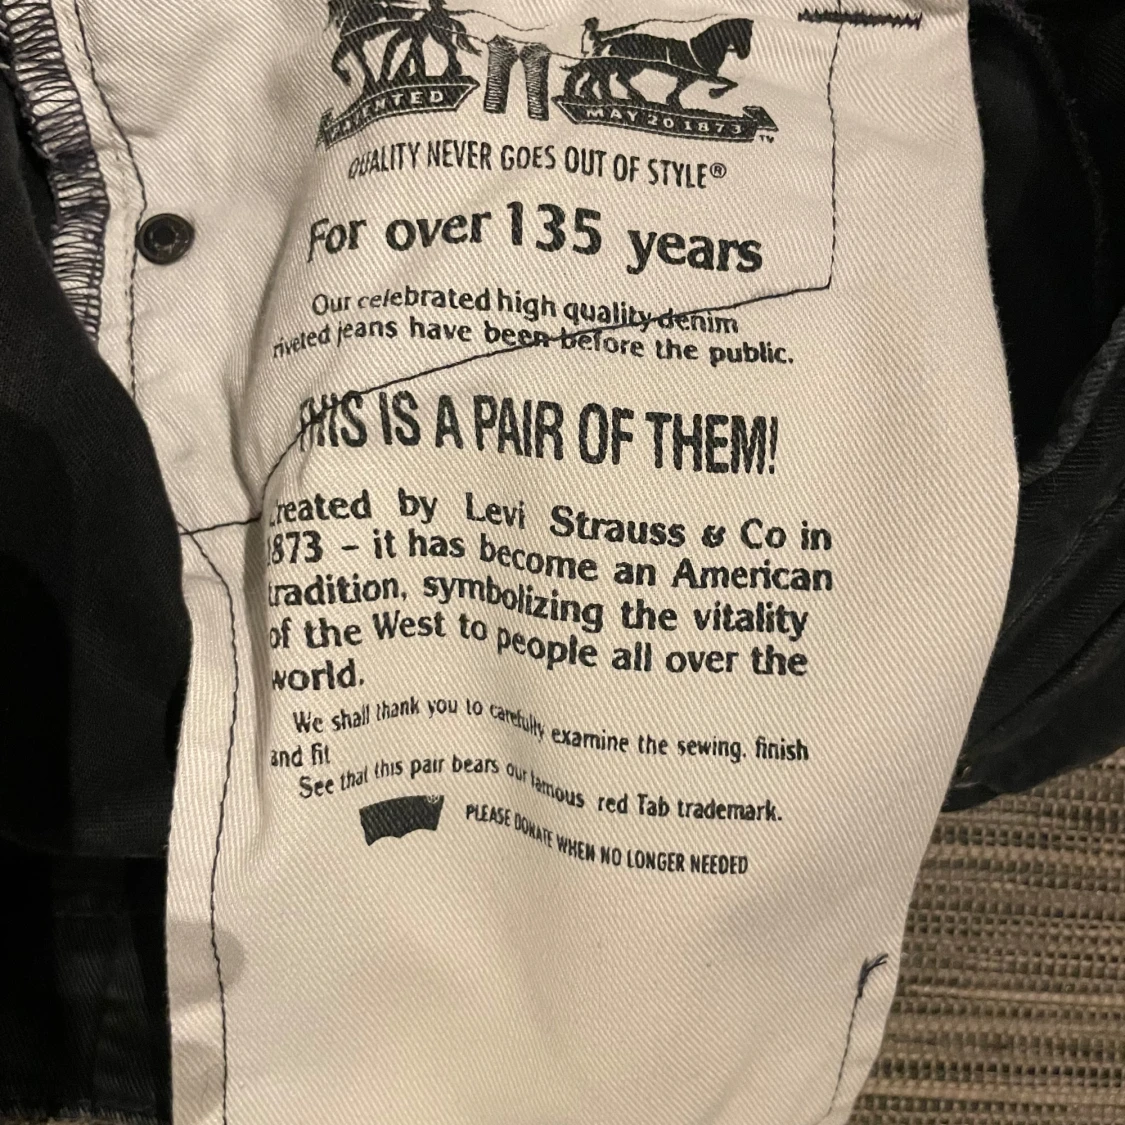 PATENTED
MAY 20 1873 ™
QUALITY NEVER GOES OUT OF STYLE®
For over 135 years
Our celebrated high quality denim
riveted jeans have been before the public.
THIS IS A PAIR OF THEM!
Created by Levi Strauss & Co in
1873 – it has become an American
tradition, symbolizing the vitality
of the West to people all over the
world.
We shall thank you to carefully examine the sewing. finish
and fit
See that this pair bears our famous red Tab trademark.
®
PLEASE DONATE WHEN NO LONGER NEEDED